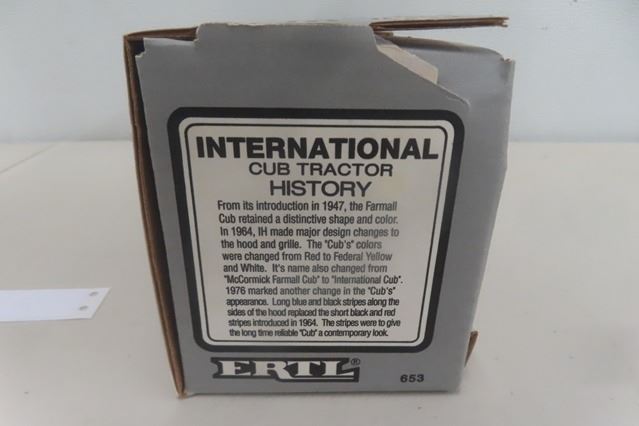 INTERNATIONAL
CUB TRACTOR
HISTORY
From its introduction in 1947, the Farmall
Cub retained a distinctive shape and color.
In 1964, IH made major design changes to
the hood and grille. The "Cub's" colors
were changed from Red to Federal Yellow
and White. It's name also changed from
"McCormick Farmall Cub" to "International Cub".
1976 marked another change in the "Cub's"
appearance. Long blue and black stripes along the
sides of the hood replaced the short black and red
stripes introduced in 1964. The stripes were to give
the long time reliable "Cub" a contemporary look.
ERTL®
653